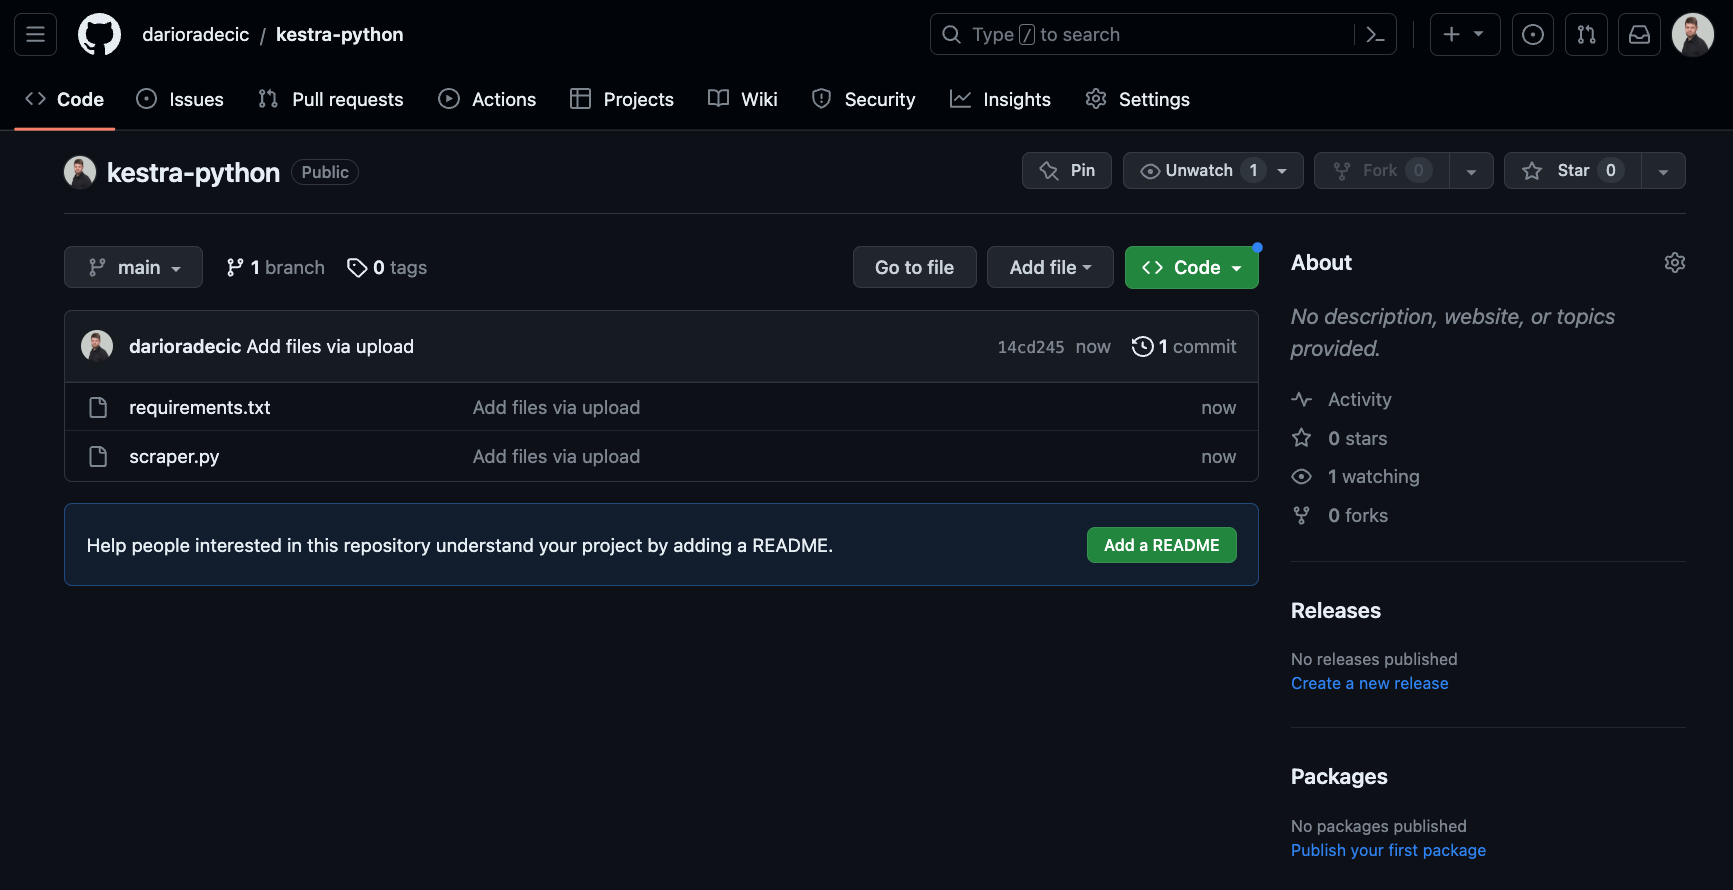 darioradecic / kestra-python
Type / to search
Code Issues Pull requests Actions Projects Wiki Security Insights Settings
kestra-python Public
Pin Unwatch 1 Fork 0 Star 0
main 1 branch 0 tags Go to file Add file Code
darioradecic Add files via upload 14cd245 now 1 commit
requirements.txt Add files via upload now
scraper.py Add files via upload now
Help people interested in this repository understand your project by adding a README. Add a README
About
No description, website, or topics
provided.
Activity
0 stars
1 watching
0 forks
Releases
No releases published
Create a new release
Packages
No packages published
Publish your first package